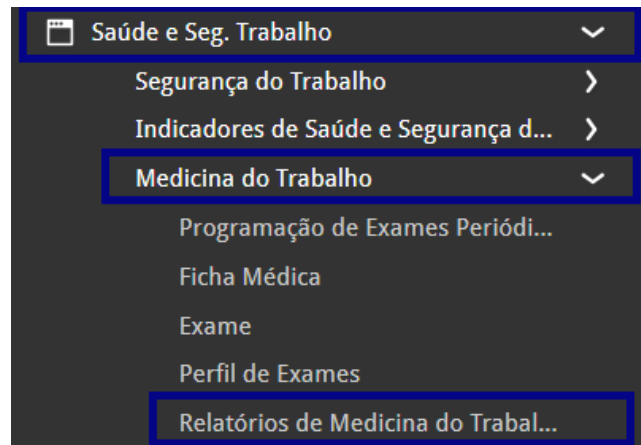 Saúde e Seg. Trabalho
Segurança do Trabalho
Indicadores de Saúde e Segurança d...
Medicina do Trabalho
Programação de Exames Periódi...
Ficha Médica
Exame
Perfil de Exames
Relatórios de Medicina do Trabal...